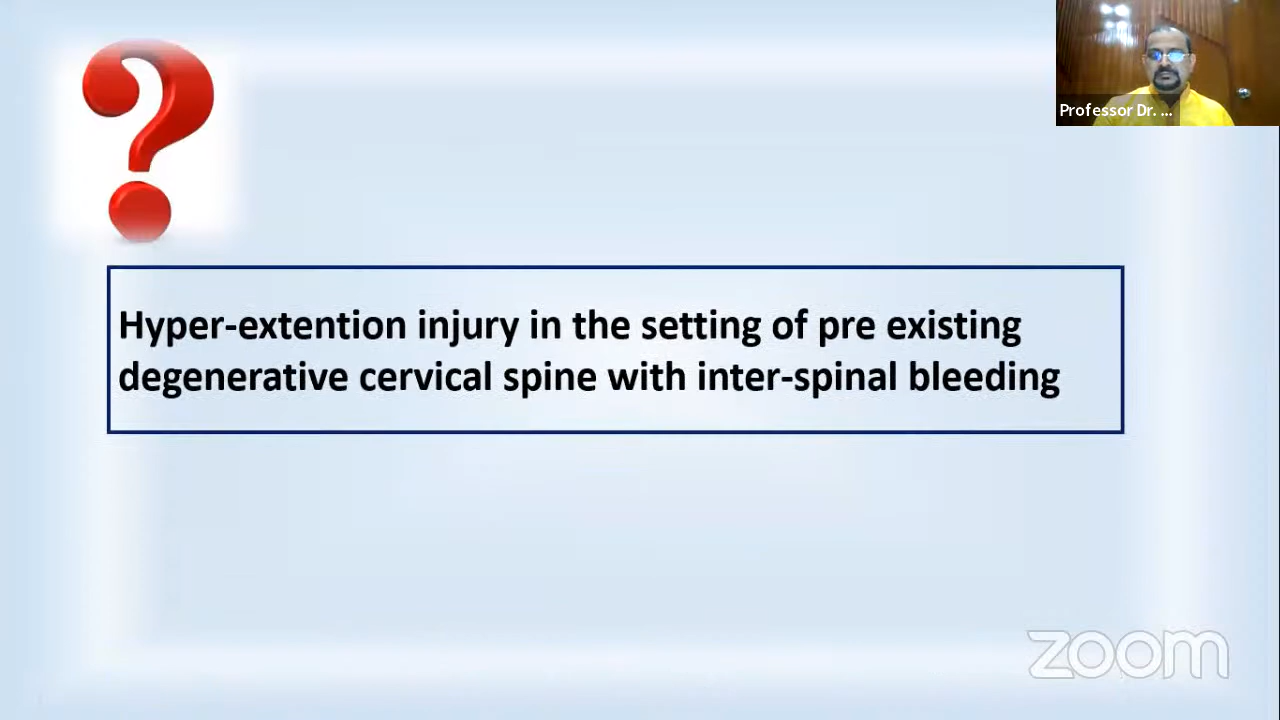 Professor Dr. ...
Hyper-extention injury in the setting of pre existing
degenerative cervical spine with inter-spinal bleeding
zoom